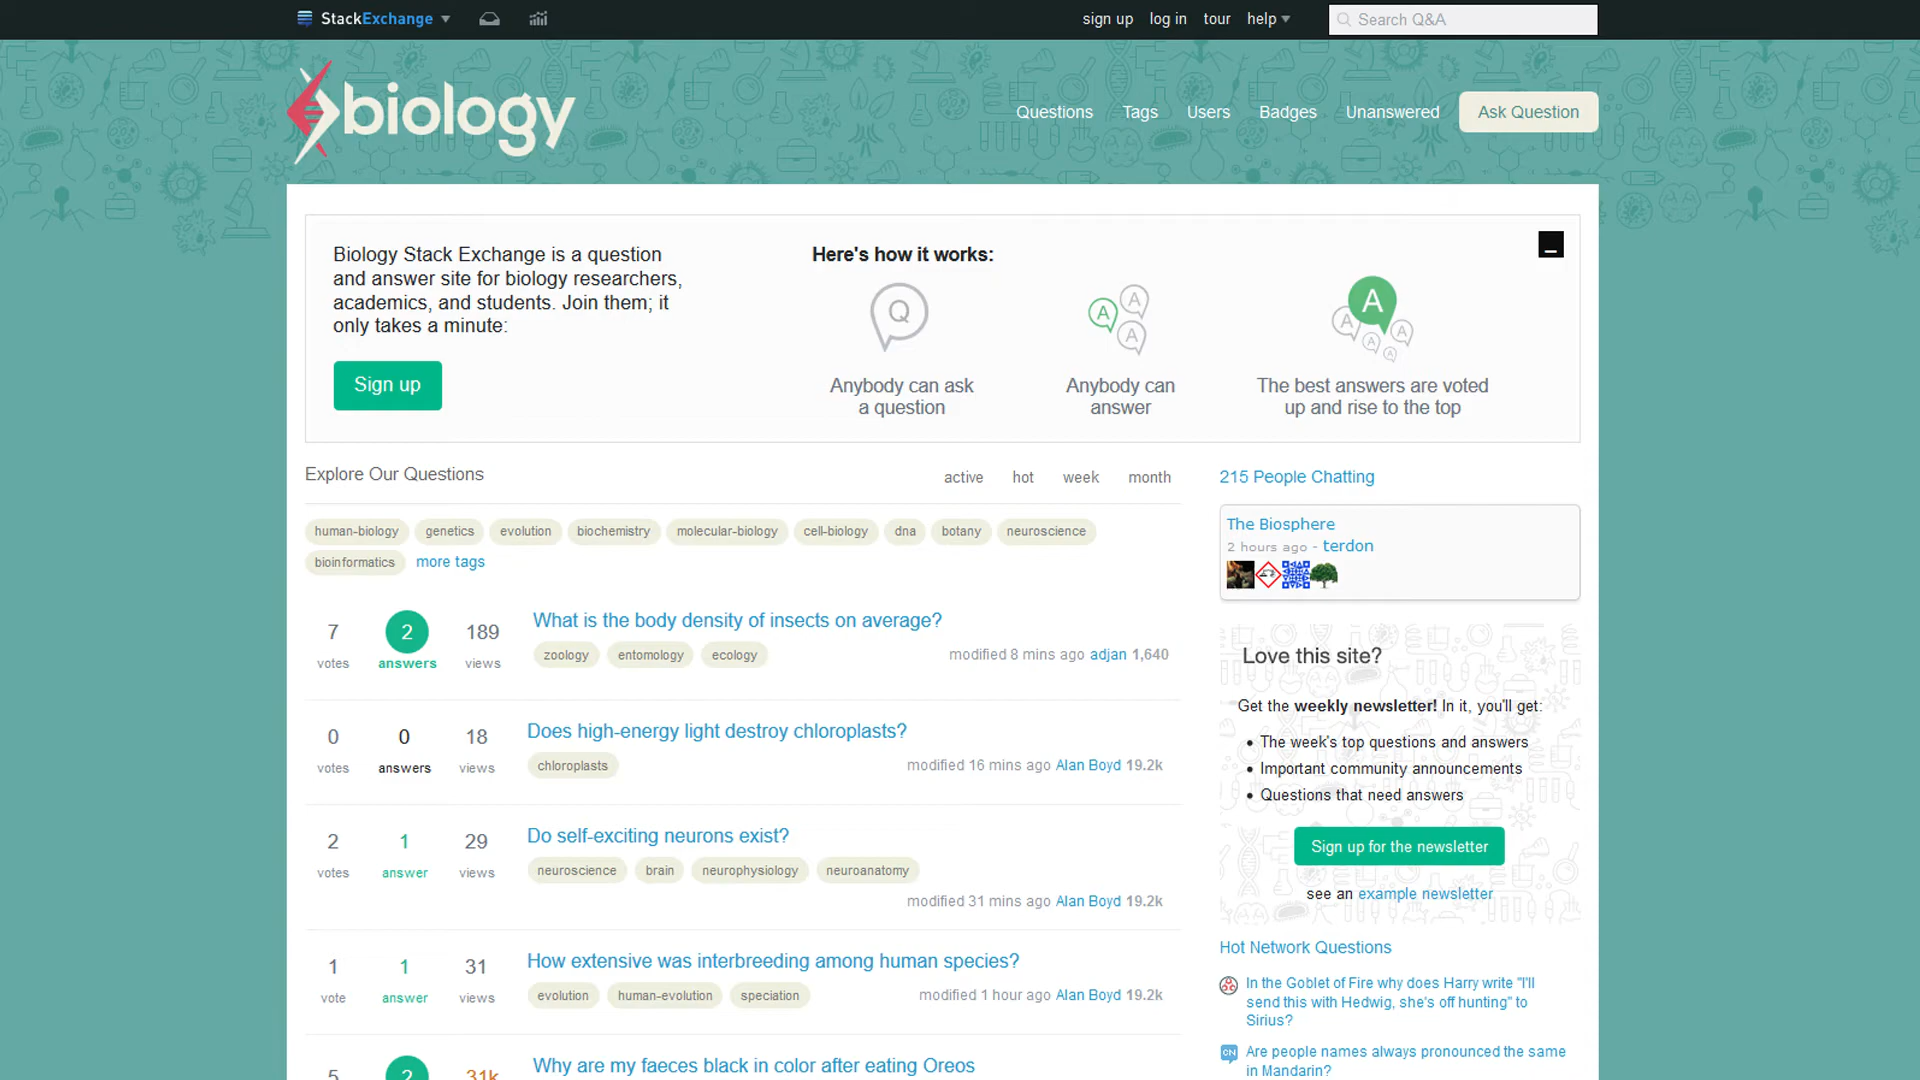 StackExchange
sign up log in tour help
Search Q&A
biology
Questions Tags Users Badges Unanswered Ask Question
Biology Stack Exchange is a question
and answer site for biology researchers,
academics, and students. Join them; it
only takes a minute:
Sign up
Here's how it works:
Q
A A A
A A A A A
Anybody can ask
a question
Anybody can
answer
The best answers are voted
up and rise to the top
Explore Our Questions
active hot week month
human-biology genetics evolution biochemistry molecular-biology cell-biology dna botany neuroscience
bioinformatics more tags
7 2 189
votes answers views
What is the body density of insects on average?
zoology entomology ecology
modified 8 mins ago adjan 1,640
0 0 18
votes answers views
Does high-energy light destroy chloroplasts?
chloroplasts
modified 16 mins ago Alan Boyd 19.2k
2 1 29
votes answer views
Do self-exciting neurons exist?
neuroscience brain neurophysiology neuroanatomy
modified 31 mins ago Alan Boyd 19.2k
1 1 31
vote answer views
How extensive was interbreeding among human species?
evolution human-evolution speciation
modified 1 hour ago Alan Boyd 19.2k
5 2 31k
Why are my faeces black in color after eating Oreos
215 People Chatting
The Biosphere
2 hours ago - terdon
Love this site?
Get the weekly newsletter! In it, you'll get:
• The week's top questions and answers
• Important community announcements
• Questions that need answers
Sign up for the newsletter
see an example newsletter
Hot Network Questions
In the Goblet of Fire why does Harry write "I'll
send this with Hedwig, she's off hunting" to
Sirius?
CN
Are people names always pronounced the same
in Mandarin?